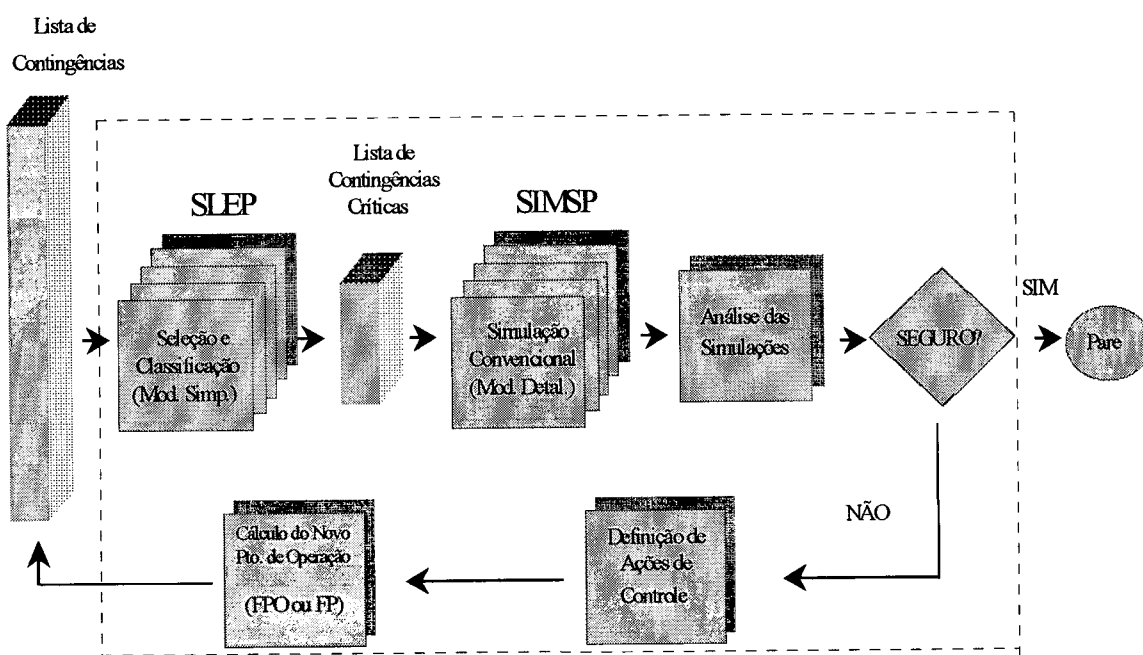 Lista de
Contingências
SLEP
Seleção e
Classificação
(Mod. Simp.)
Lista de
Contingências
Críticas
SIMSP
Simulação
Convencional
(Mod. Detal.)
Análise das
Simulações
SEGURO?
SIM
Pare
NÃO
Definição de
Ações de
Controle
Cálculo do Novo
Pto. de Operação
(FPO ou FP)